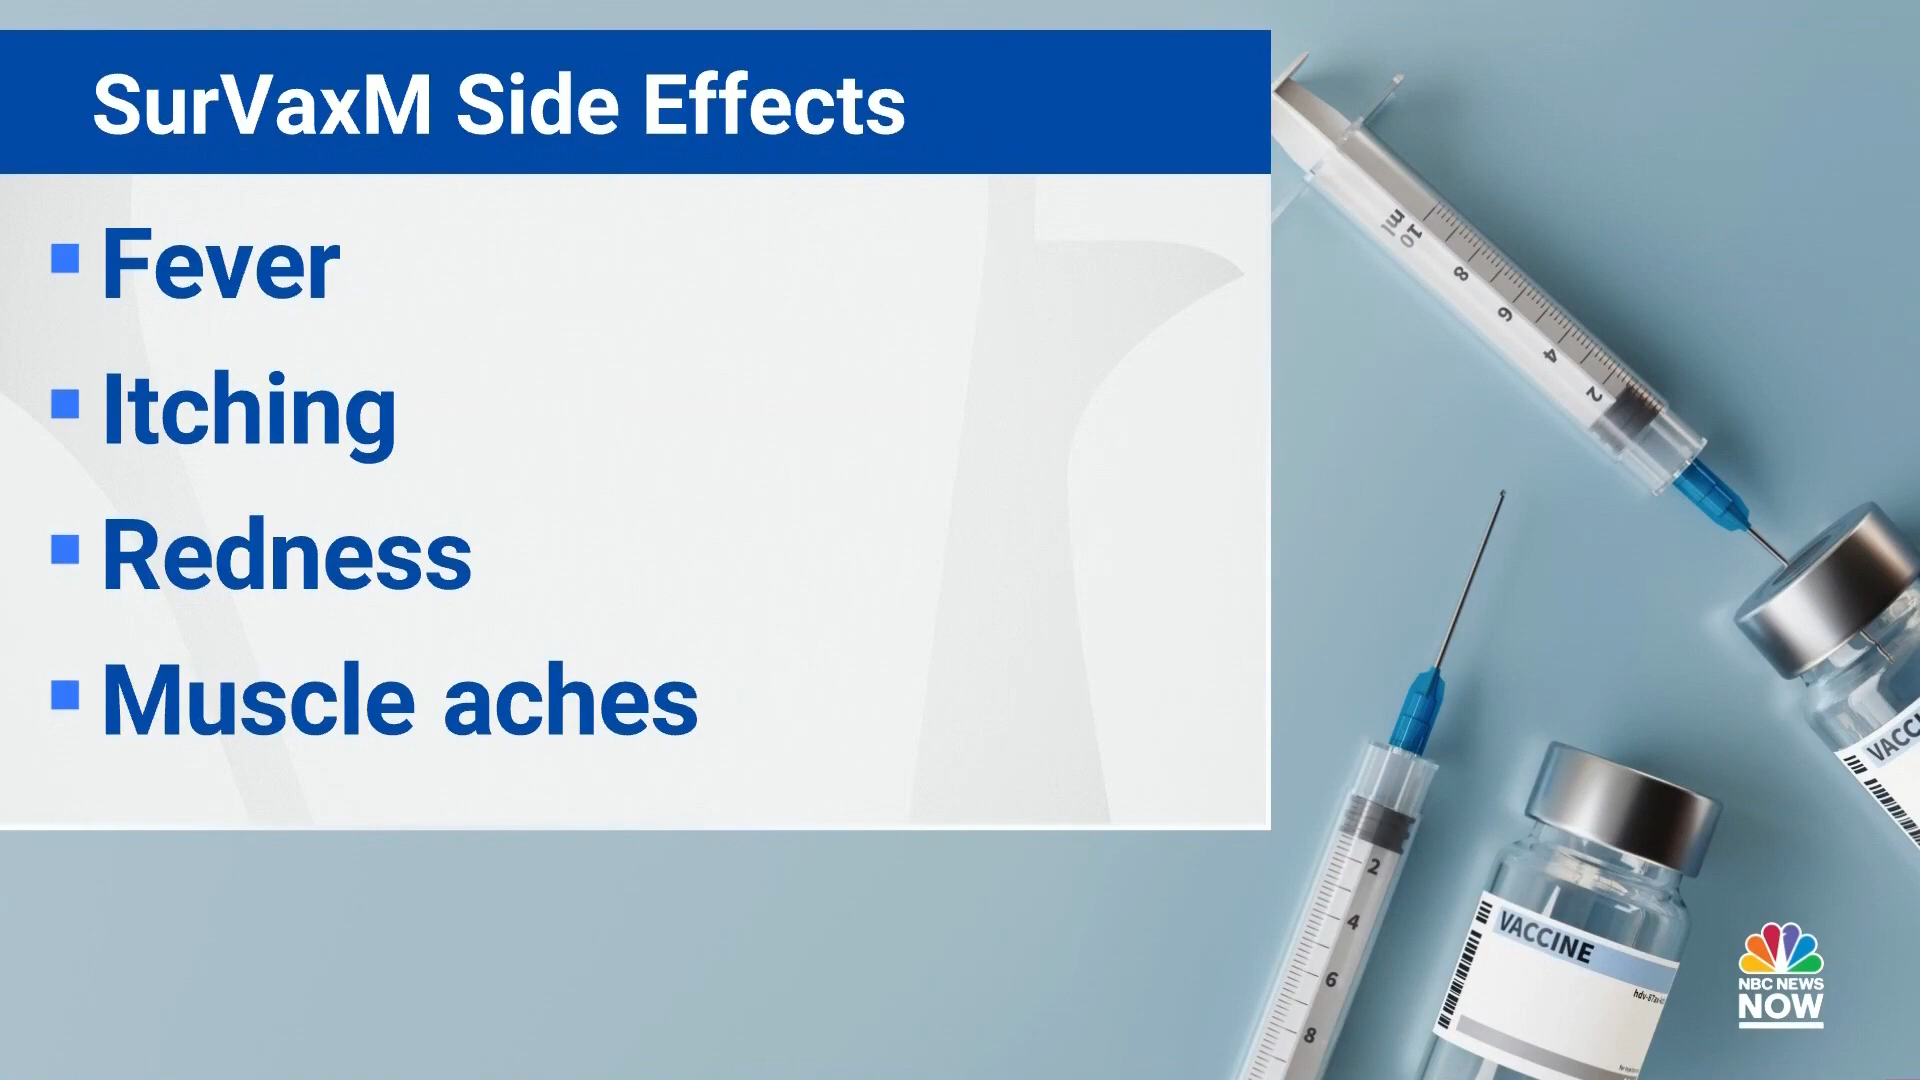 SurVaxM Side Effects
Fever
Itching
Redness
Muscle aches
10
ml
8
6
4
2
2
4
6
8
VACCINE
NBC NEWS
NOW